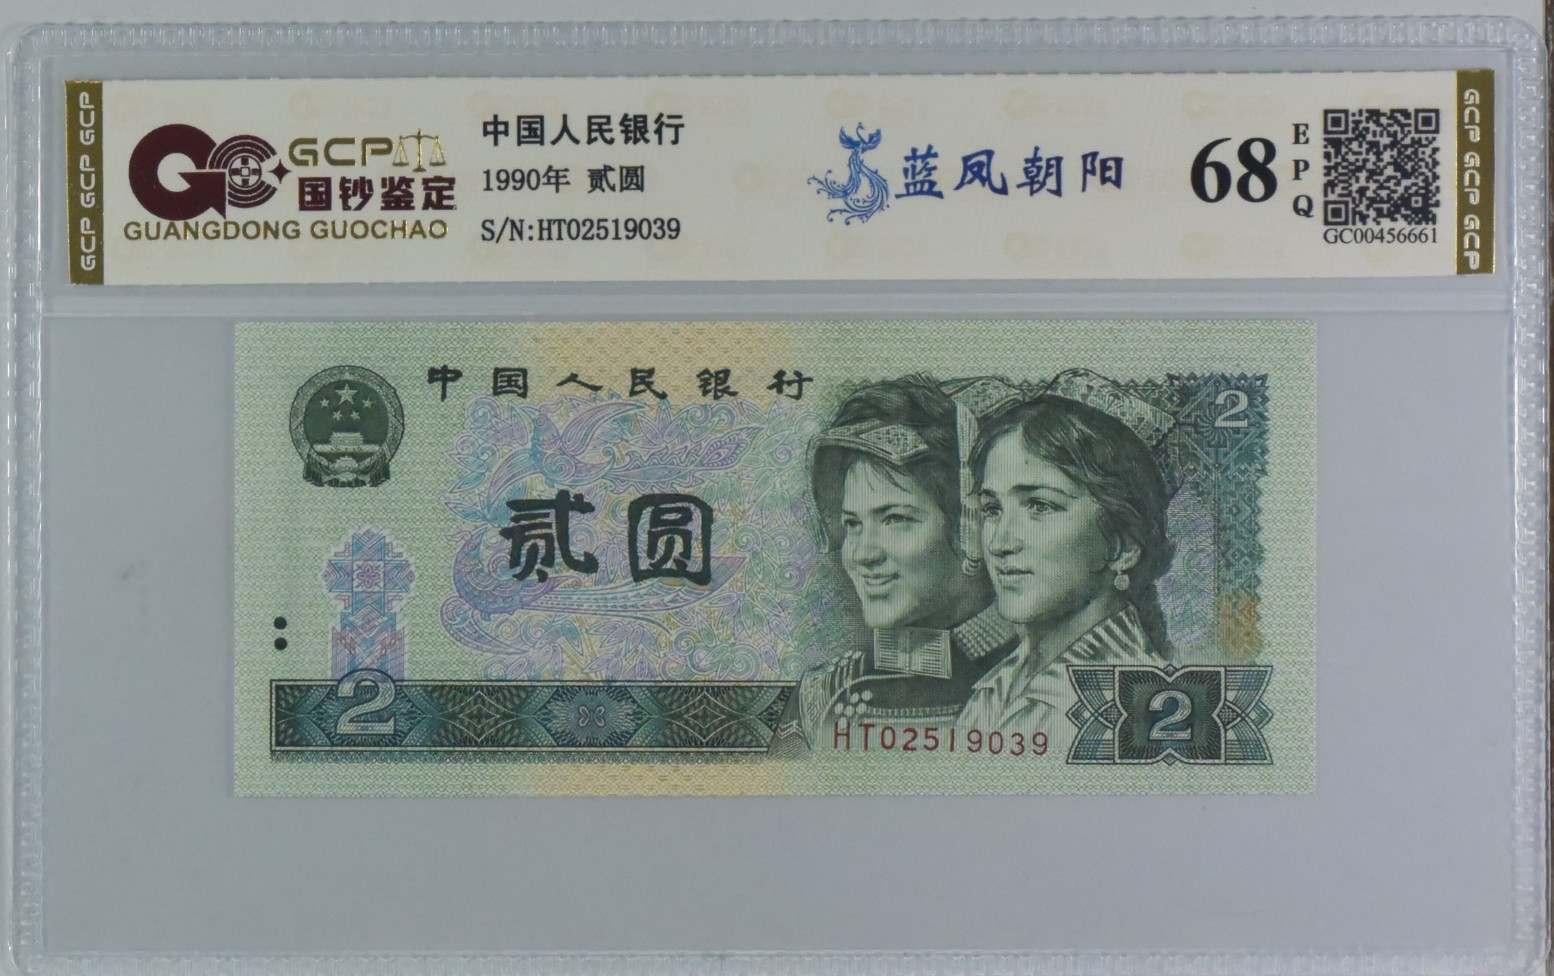 GCP GCP GCP
GCP
国钞鉴定
GUANGDONG GUOCHAO
中国人民银行
1990年 贰圆
S/N:HT02519039
蓝凤朝阳
68
EPQ
GC00456661
GCP GCP GCP
中国人民银行
2
贰圆
2
HT02519039
2